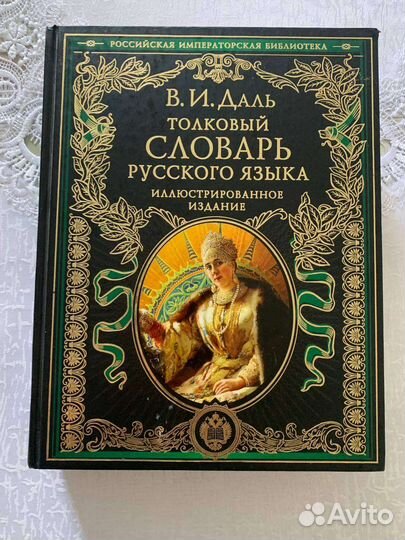 РОССИЙСКАЯ ИМПЕРАТОРСКАЯ БИБЛИОТЕКА
В. И. ДАЛЬ
ТОЛКОВЫЙ
СЛОВАРЬ
РУССКОГО ЯЗЫКА
ИЛЛЮСТРИРОВАННОЕ
ИЗДАНИЕ
Avito